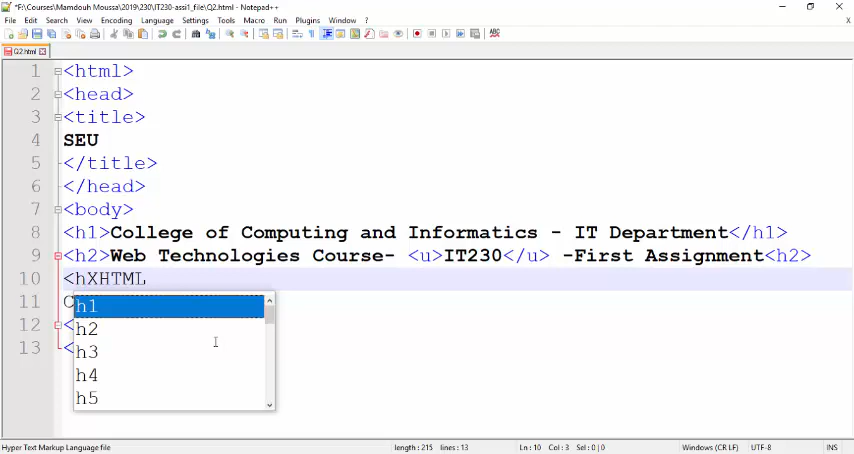 *F:\Courses\Mamdouh Moussa\2019\230\IT230-assi1_file\Q2.html - Notepad++
File Edit Search View Encoding Language Settings Tools Macro Run Plugins Window ? X
Q2.html
1 <html>
2 <head>
3 <title>
4 SEU
5 </title>
6 </head>
7 <body>
8 <h1>College of Computing and Informatics - IT Department</h1>
9 <h2>Web Technologies Course- <u>IT230</u> -First Assignment<h2>
10 <hXHTML
11 C
12 <
13 <
h1
h2
h3
h4
h5
Hyper Text Markup Language file length : 215 lines : 13 Ln : 10 Col : 3 Sel : 0 | 0 Windows (CR LF) UTF-8 INS